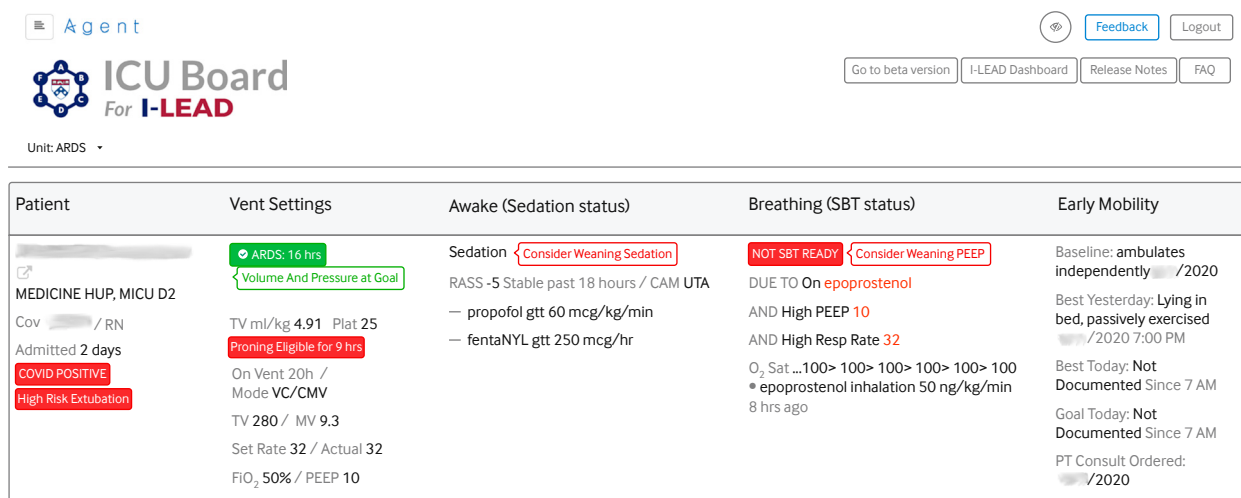 Agent
Feedback
Logout
F A B E D C
ICU Board
For I-LEAD
Go to beta version
I-LEAD Dashboard
Release Notes
FAQ
Unit: ARDS
Patient
Vent Settings
Awake (Sedation status)
Breathing (SBT status)
Early Mobility
MEDICINE HUP, MICU D2
Cov / RN
Admitted 2 days
COVID POSITIVE
High Risk Extubation
ARDS: 16 hrs
Volume And Pressure at Goal
TV ml/kg 4.91 Plat 25
Proning Eligible for 9 hrs
On Vent 20h /
Mode VC/CMV
TV 280 / MV 9.3
Set Rate 32 / Actual 32
FiO₂ 50% / PEEP 10
Sedation Consider Weaning Sedation
RASS -5 Stable past 18 hours / CAM UTA
— propofol gtt 60 mcg/kg/min
— fentaNYL gtt 250 mcg/hr
NOT SBT READY Consider Weaning PEEP
DUE TO On epoprostenol
AND High PEEP 10
AND High Resp Rate 32
O₂ Sat ...100> 100> 100> 100> 100> 100
• epoprostenol inhalation 50 ng/kg/min
8 hrs ago
Baseline: ambulates
independently /2020
Best Yesterday: Lying in
bed, passively exercised
/2020 7:00 PM
Best Today: Not
Documented Since 7 AM
Goal Today: Not
Documented Since 7 AM
PT Consult Ordered:
/2020